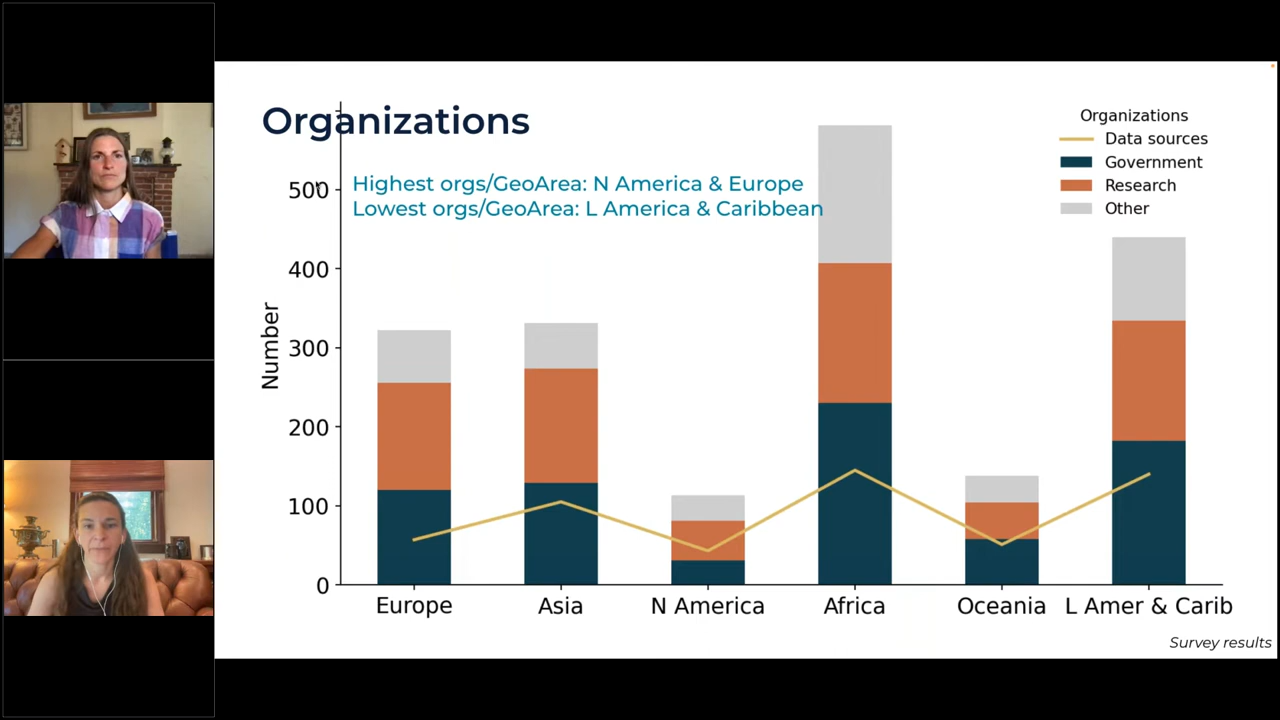 Organizations
Highest orgs/GeoArea: N America & Europe
Lowest orgs/GeoArea: L America & Caribbean
Organizations
Data sources
Government
Research
Other
Number
500
400
300
200
100
0
Europe
Asia
N America
Africa
Oceania
L Amer & Carib
Survey results